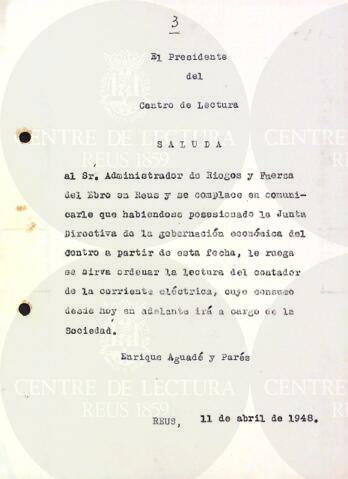 3
El Presidente
del
Centro de Lectura
CENTRE DE LECTURA
REUS 1859
S A L U D A
al Sr. Administrador de Riegos y Fuersa
del Ebro en Reus y se complace en comuni-
carle que habiendose posesionado la Junta
Directiva de la gobernación económica del
Centro a partir de esta fecha, le ruega
se sirva ordenar la lectura del contador
de la corriente eléctrica, cuyo consumo
desde hoy en adelante irá a cargo de la
Sociedad.
Enrique Aguadé y Parés
CENTRE DE LECTURA
REUS 1859
REUS, 11 de abril de 1948.